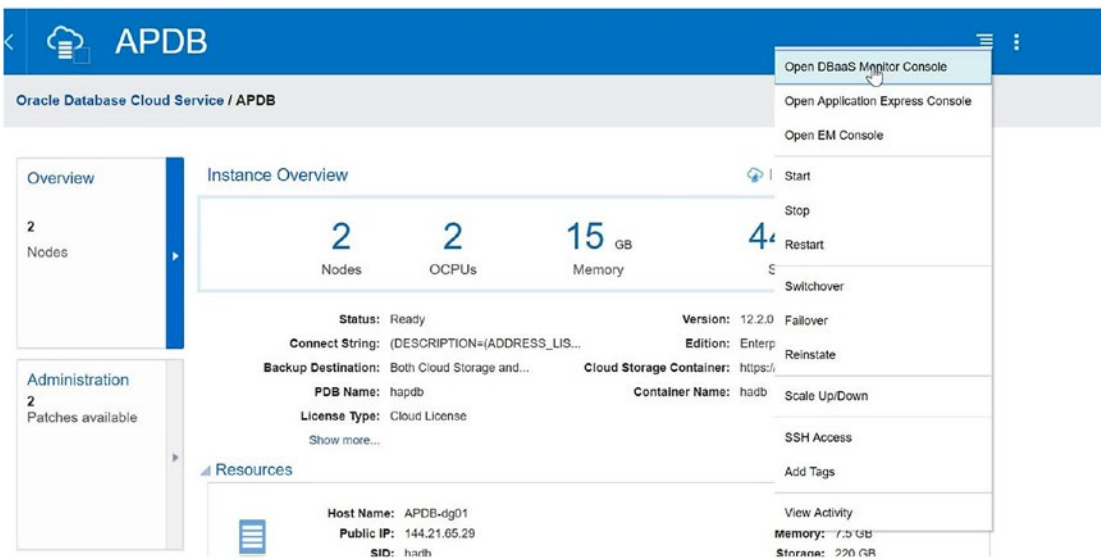 APDB
Oracle Database Cloud Service / APDB
Overview
2
Nodes
Administration
2
Patches available
Instance Overview
2
Nodes
2
OCPUs
15 GB
Memory
Status: Ready
Connect String: (DESCRIPTION=(ADDRESS_LIS...
Backup Destination: Both Cloud Storage and...
PDB Name: hapdb
License Type: Cloud License
Show more...
Version: 12.2.0
Edition:
Cloud Storage Container:
Container Name: hadb
Resources
Host Name: APDB-dg01
Public IP: 144.21.65.29
SID: hadb
Memory: 7.5 GB
Storage: 220 GB
Open DBaaS Monitor Console
Open Application Express Console
Open EM Console
Start
Stop
Restart
Switchover
Failover
Reinstate
Scale Up/Down
SSH Access
Add Tags
View Activity